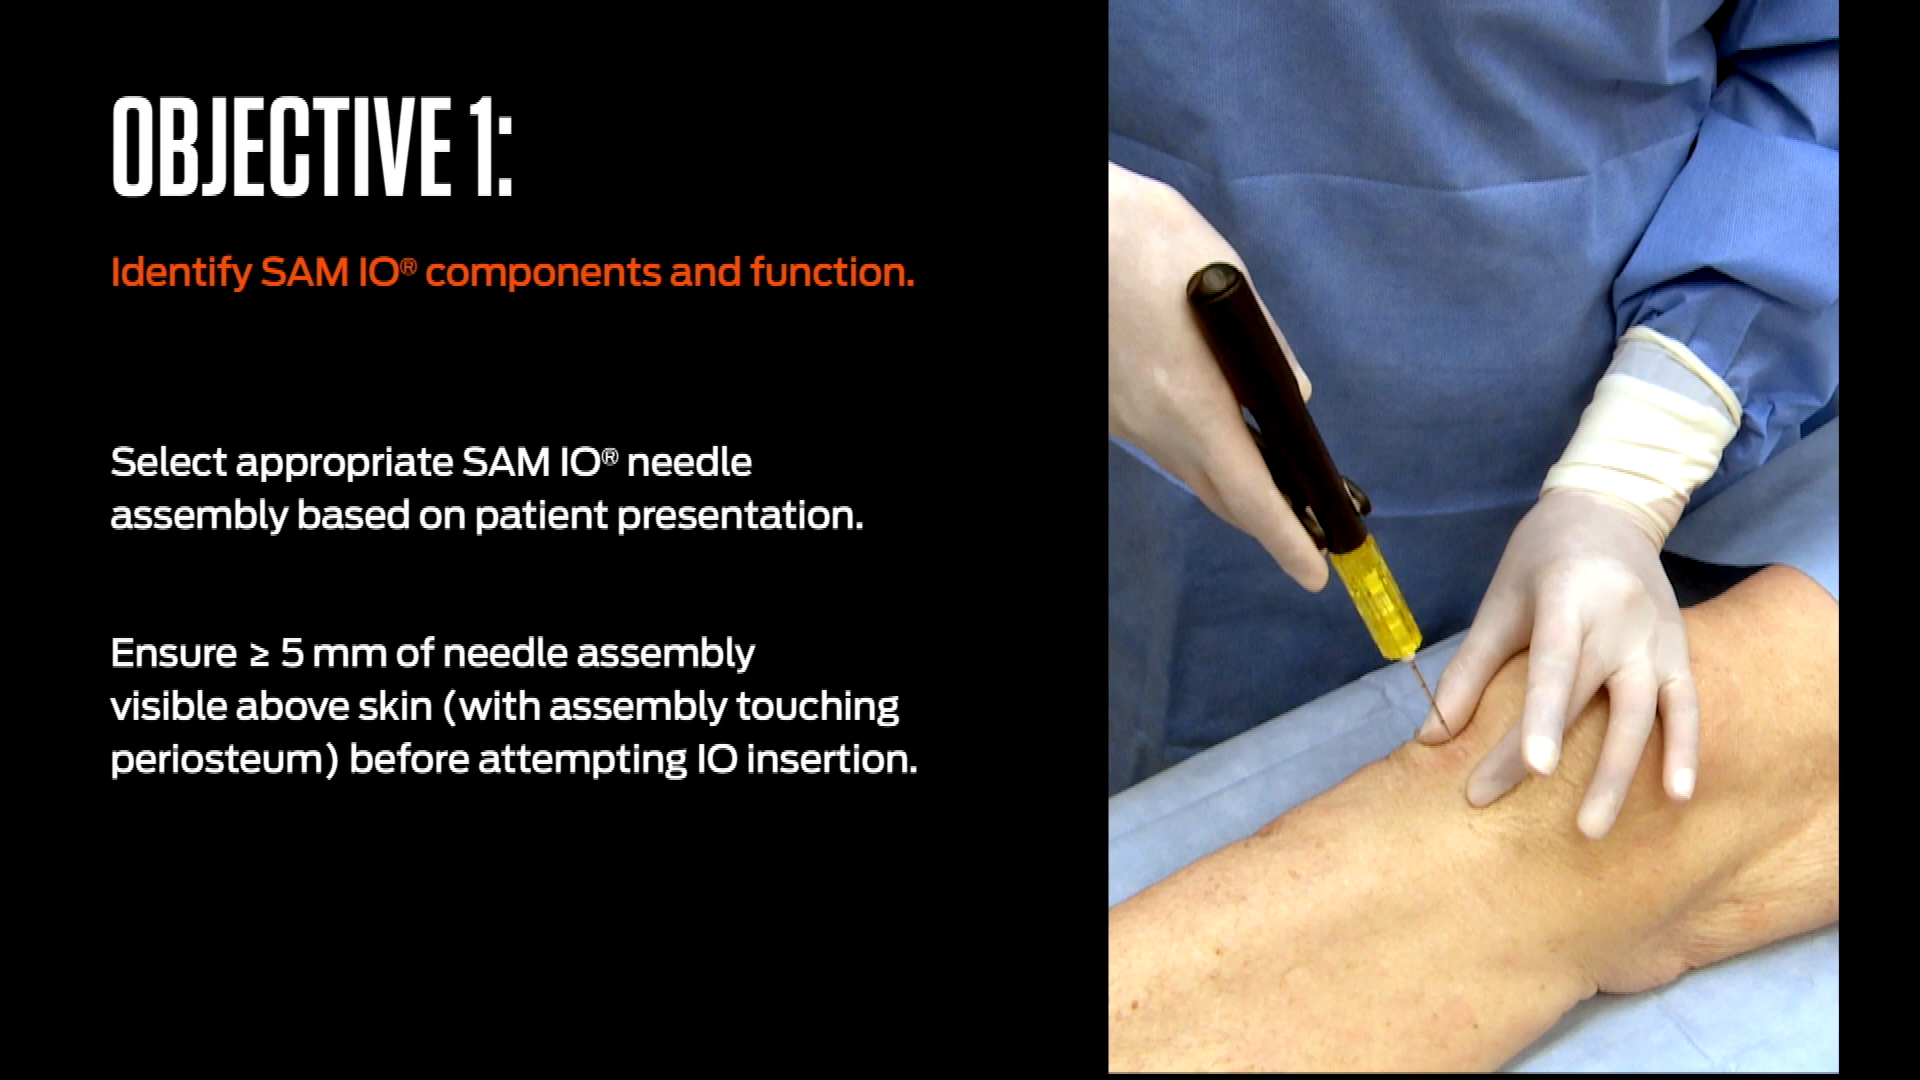 OBJECTIVE 1:
Identify SAM IO® components and function.
Select appropriate SAM IO® needle
assembly based on patient presentation.
Ensure ≥ 5 mm of needle assembly
visible above skin (with assembly touching
periosteum) before attempting IO insertion.